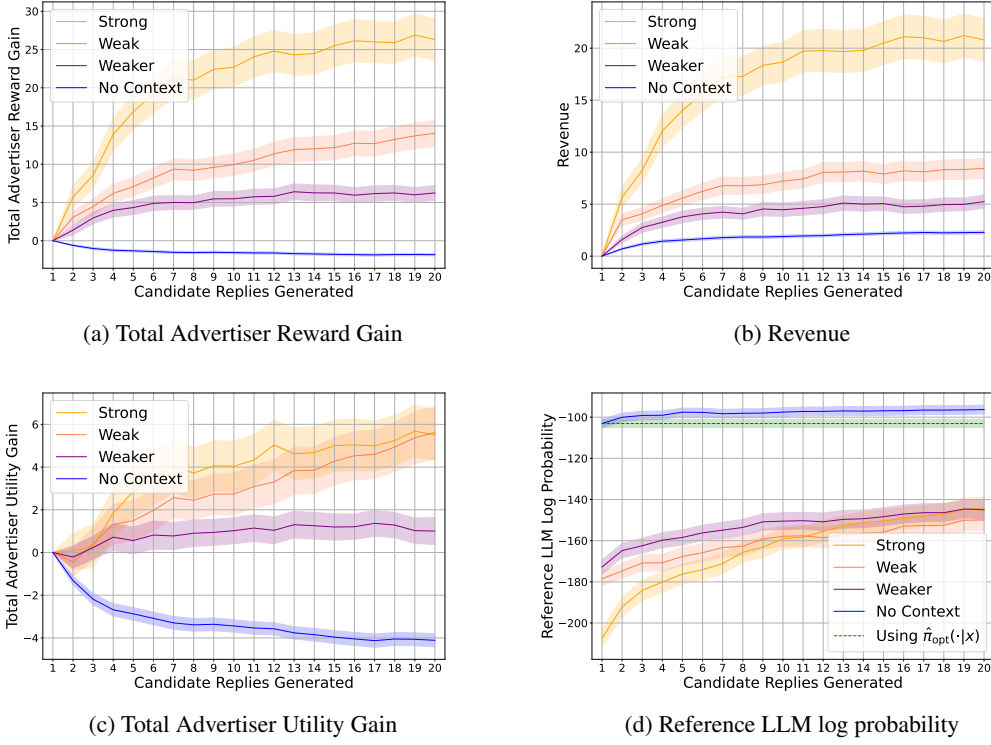 Strong
Weak
Weaker
No Context
30
25
20
15
10
5
0
Total Advertiser Reward Gain
1 2 3 4 5 6 7 8 9 10 11 12 13 14 15 16 17 18 19 20
Candidate Replies Generated
(a) Total Advertiser Reward Gain
Strong
Weak
Weaker
No Context
20
15
10
5
0
Revenue
1 2 3 4 5 6 7 8 9 10 11 12 13 14 15 16 17 18 19 20
Candidate Replies Generated
(b) Revenue
Strong
Weak
Weaker
No Context
6
4
2
0
−2
−4
Total Advertiser Utility Gain
1 2 3 4 5 6 7 8 9 10 11 12 13 14 15 16 17 18 19 20
Candidate Replies Generated
(c) Total Advertiser Utility Gain
−100
−120
−140
−160
−180
−200
Reference LLM Log Probability
Strong
Weak
Weaker
No Context
Using π̂opt(·|x)
1 2 3 4 5 6 7 8 9 10 11 12 13 14 15 16 17 18 19 20
Candidate Replies Generated
(d) Reference LLM log probability